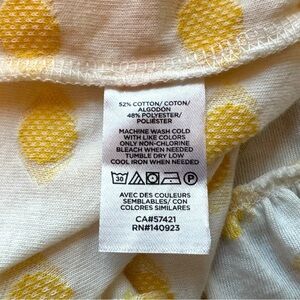 52% COTTON/ COTON/
ALGODÓN
48% POLYESTER/
POLIÉSTER
MACHINE WASH COLD
WITH LIKE COLORS
ONLY NON-CHLORINE
BLEACH WHEN NEEDED
TUMBLE DRY LOW
COOL IRON WHEN NEEDED
30 P
AVEC DES COULEURS
SEMBLABLES/ CON
COLORES SIMILARES
CA#57421
RN#140923